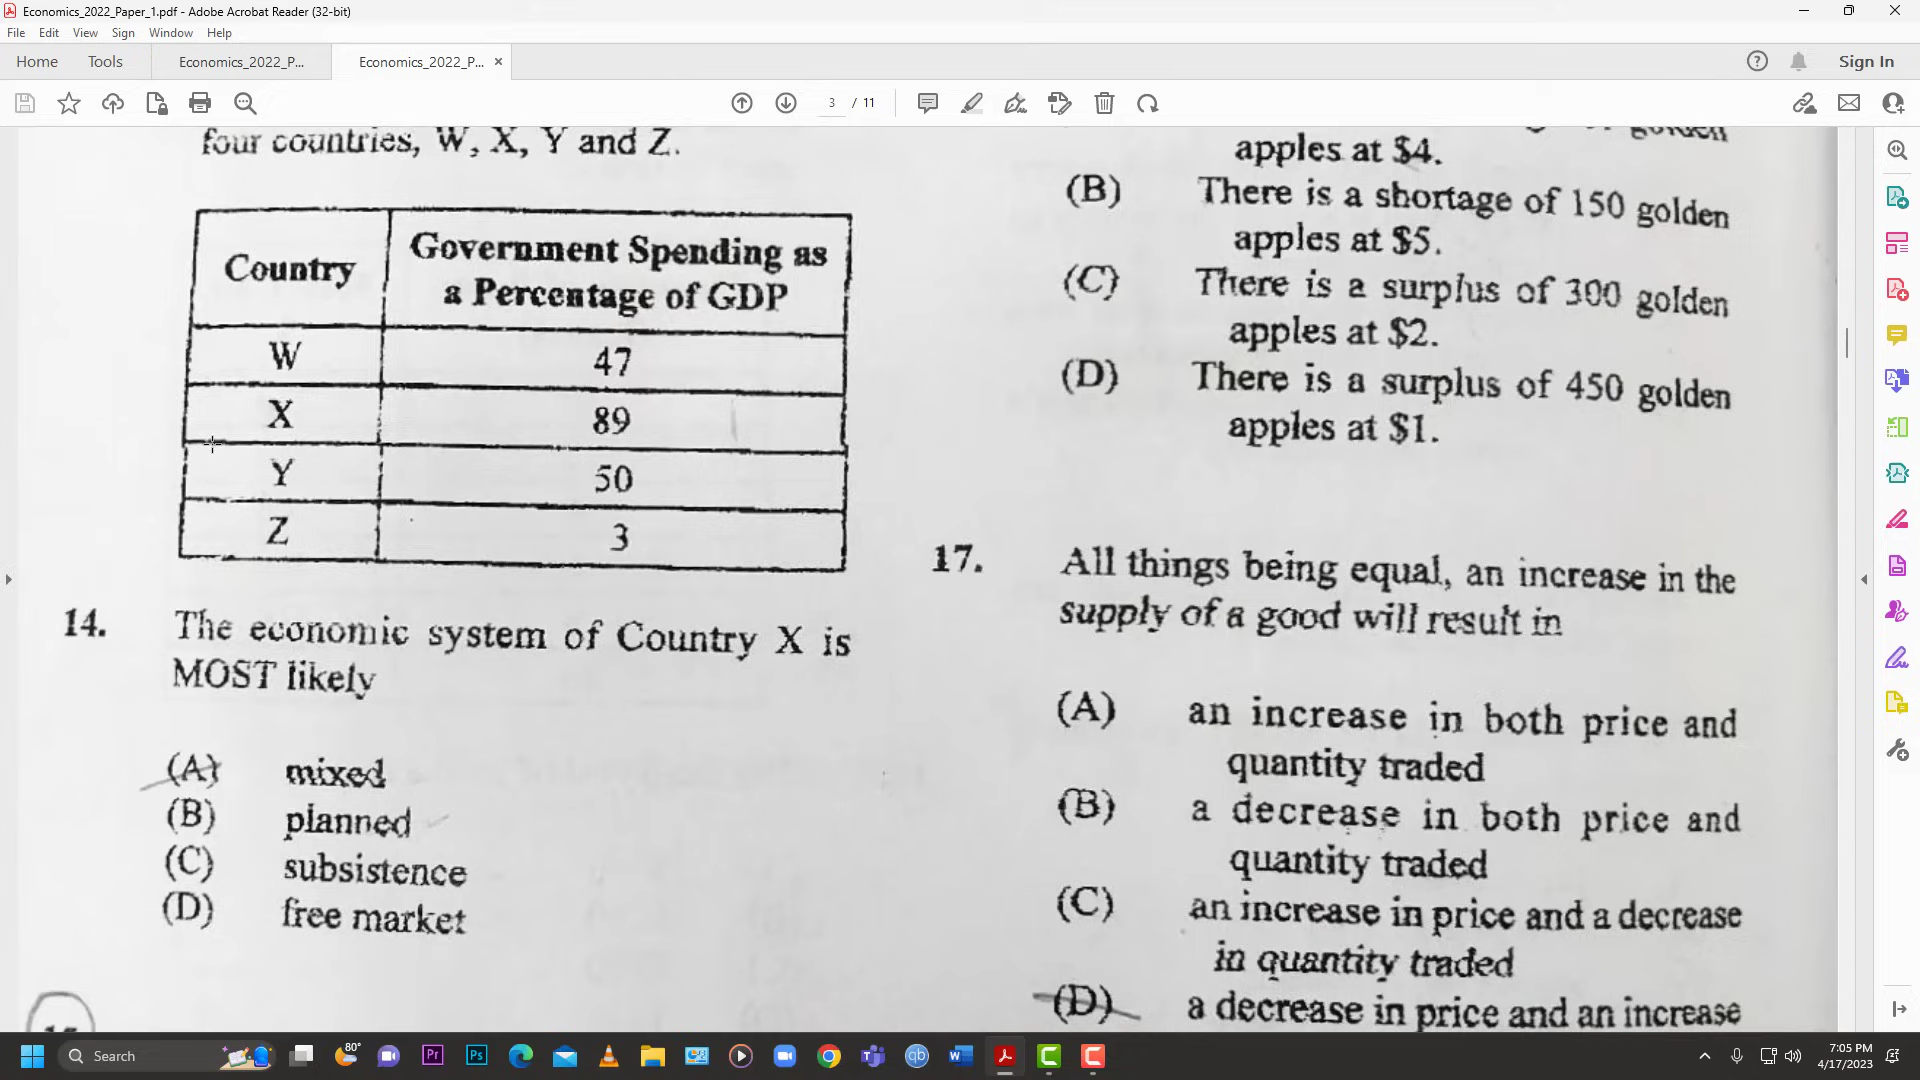 Economics_2022_Paper_1.pdf - Adobe Acrobat Reader (32-bit)
File Edit View Sign Window Help
Home Tools Economics_2022_P... Economics_2022_P... ×
Sign In
3 / 11
four countries, W, X, Y and Z.
Country Government Spending as
a Percentage of GDP
W 47
X 89
Y 50
Z 3
14. The economic system of Country X is
MOST likely
(A) mixed
(B) planned
(C) subsistence
(D) free market
golden
apples at $4.
(B) There is a shortage of 150 golden
apples at $5.
(C) There is a surplus of 300 golden
apples at $2.
(D) There is a surplus of 450 golden
apples at $1.
17. All things being equal, an increase in the
supply of a good will result in
(A) an increase in both price and
quantity traded
(B) a decrease in both price and
quantity traded
(C) an increase in price and a decrease
in quantity traded
(D) a decrease in price and an increase
Search
80°
7:05 PM
4/17/2023